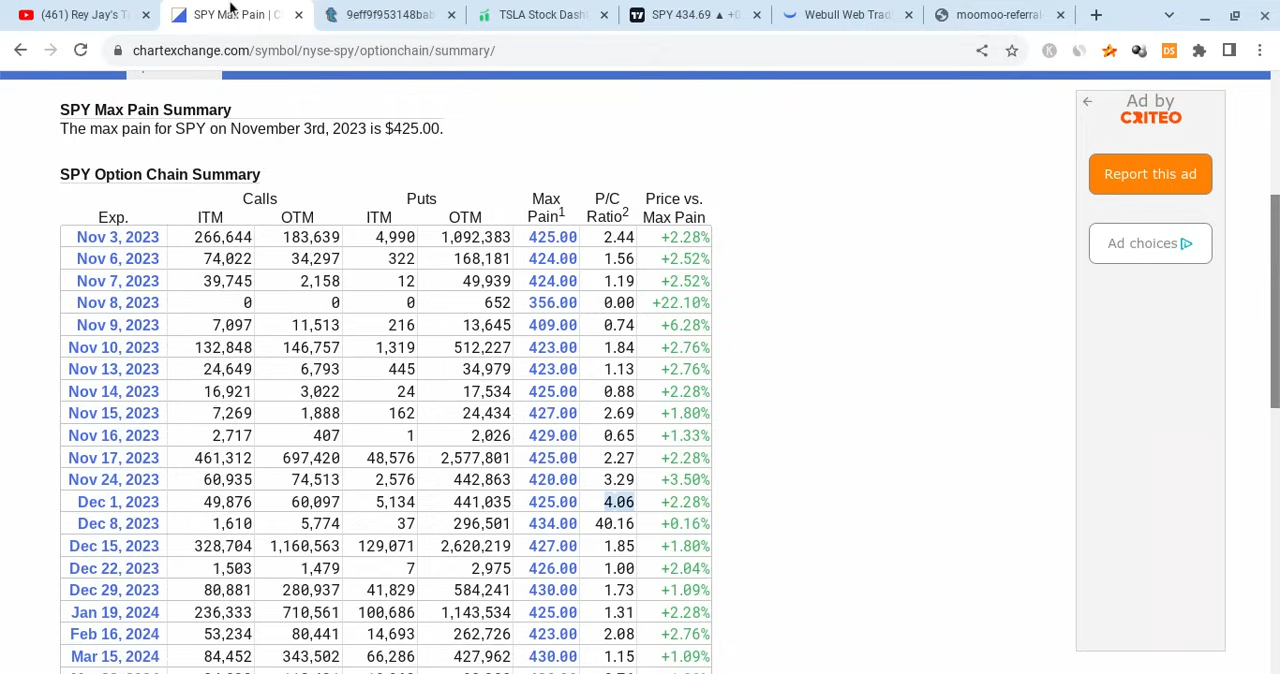 (461) Rey Jay's Ta
SPY Max Pain | C
9eff9f953148bab
TSLA Stock Dash
SPY 434.69 ▲ +0
Webull Web Trad
moomoo-referral
chartexchange.com/symbol/nyse-spy/optionchain/summary/
SPY Max Pain Summary
The max pain for SPY on November 3rd, 2023 is $425.00.
SPY Option Chain Summary
Calls Puts Max P/C Price vs.
Exp. ITM OTM ITM OTM Pain1 Ratio2 Max Pain
Nov 3, 2023 266,644 183,639 4,990 1,092,383 425.00 2.44 +2.28%
Nov 6, 2023 74,022 34,297 322 168,181 424.00 1.56 +2.52%
Nov 7, 2023 39,745 2,158 12 49,939 424.00 1.19 +2.52%
Nov 8, 2023 0 0 0 652 356.00 0.00 +22.10%
Nov 9, 2023 7,097 11,513 216 13,645 409.00 0.74 +6.28%
Nov 10, 2023 132,848 146,757 1,319 512,227 423.00 1.84 +2.76%
Nov 13, 2023 24,649 6,793 445 34,979 423.00 1.13 +2.76%
Nov 14, 2023 16,921 3,022 24 17,534 425.00 0.88 +2.28%
Nov 15, 2023 7,269 1,888 162 24,434 427.00 2.69 +1.80%
Nov 16, 2023 2,717 407 1 2,026 429.00 0.65 +1.33%
Nov 17, 2023 461,312 697,420 48,576 2,577,801 425.00 2.27 +2.28%
Nov 24, 2023 60,935 74,513 2,576 442,863 420.00 3.29 +3.50%
Dec 1, 2023 49,876 60,097 5,134 441,035 425.00 4.06 +2.28%
Dec 8, 2023 1,610 5,774 37 296,501 434.00 40.16 +0.16%
Dec 15, 2023 328,704 1,160,563 129,071 2,620,219 427.00 1.85 +1.80%
Dec 22, 2023 1,503 1,479 7 2,975 426.00 1.00 +2.04%
Dec 29, 2023 80,881 280,937 41,829 584,241 430.00 1.73 +1.09%
Jan 19, 2024 236,333 710,561 100,686 1,143,534 425.00 1.31 +2.28%
Feb 16, 2024 53,234 80,441 14,693 262,726 423.00 2.08 +2.76%
Mar 15, 2024 84,452 343,502 66,286 427,962 430.00 1.15 +1.09%
Ad by
CRITEO
Report this ad
Ad choices
K
DS